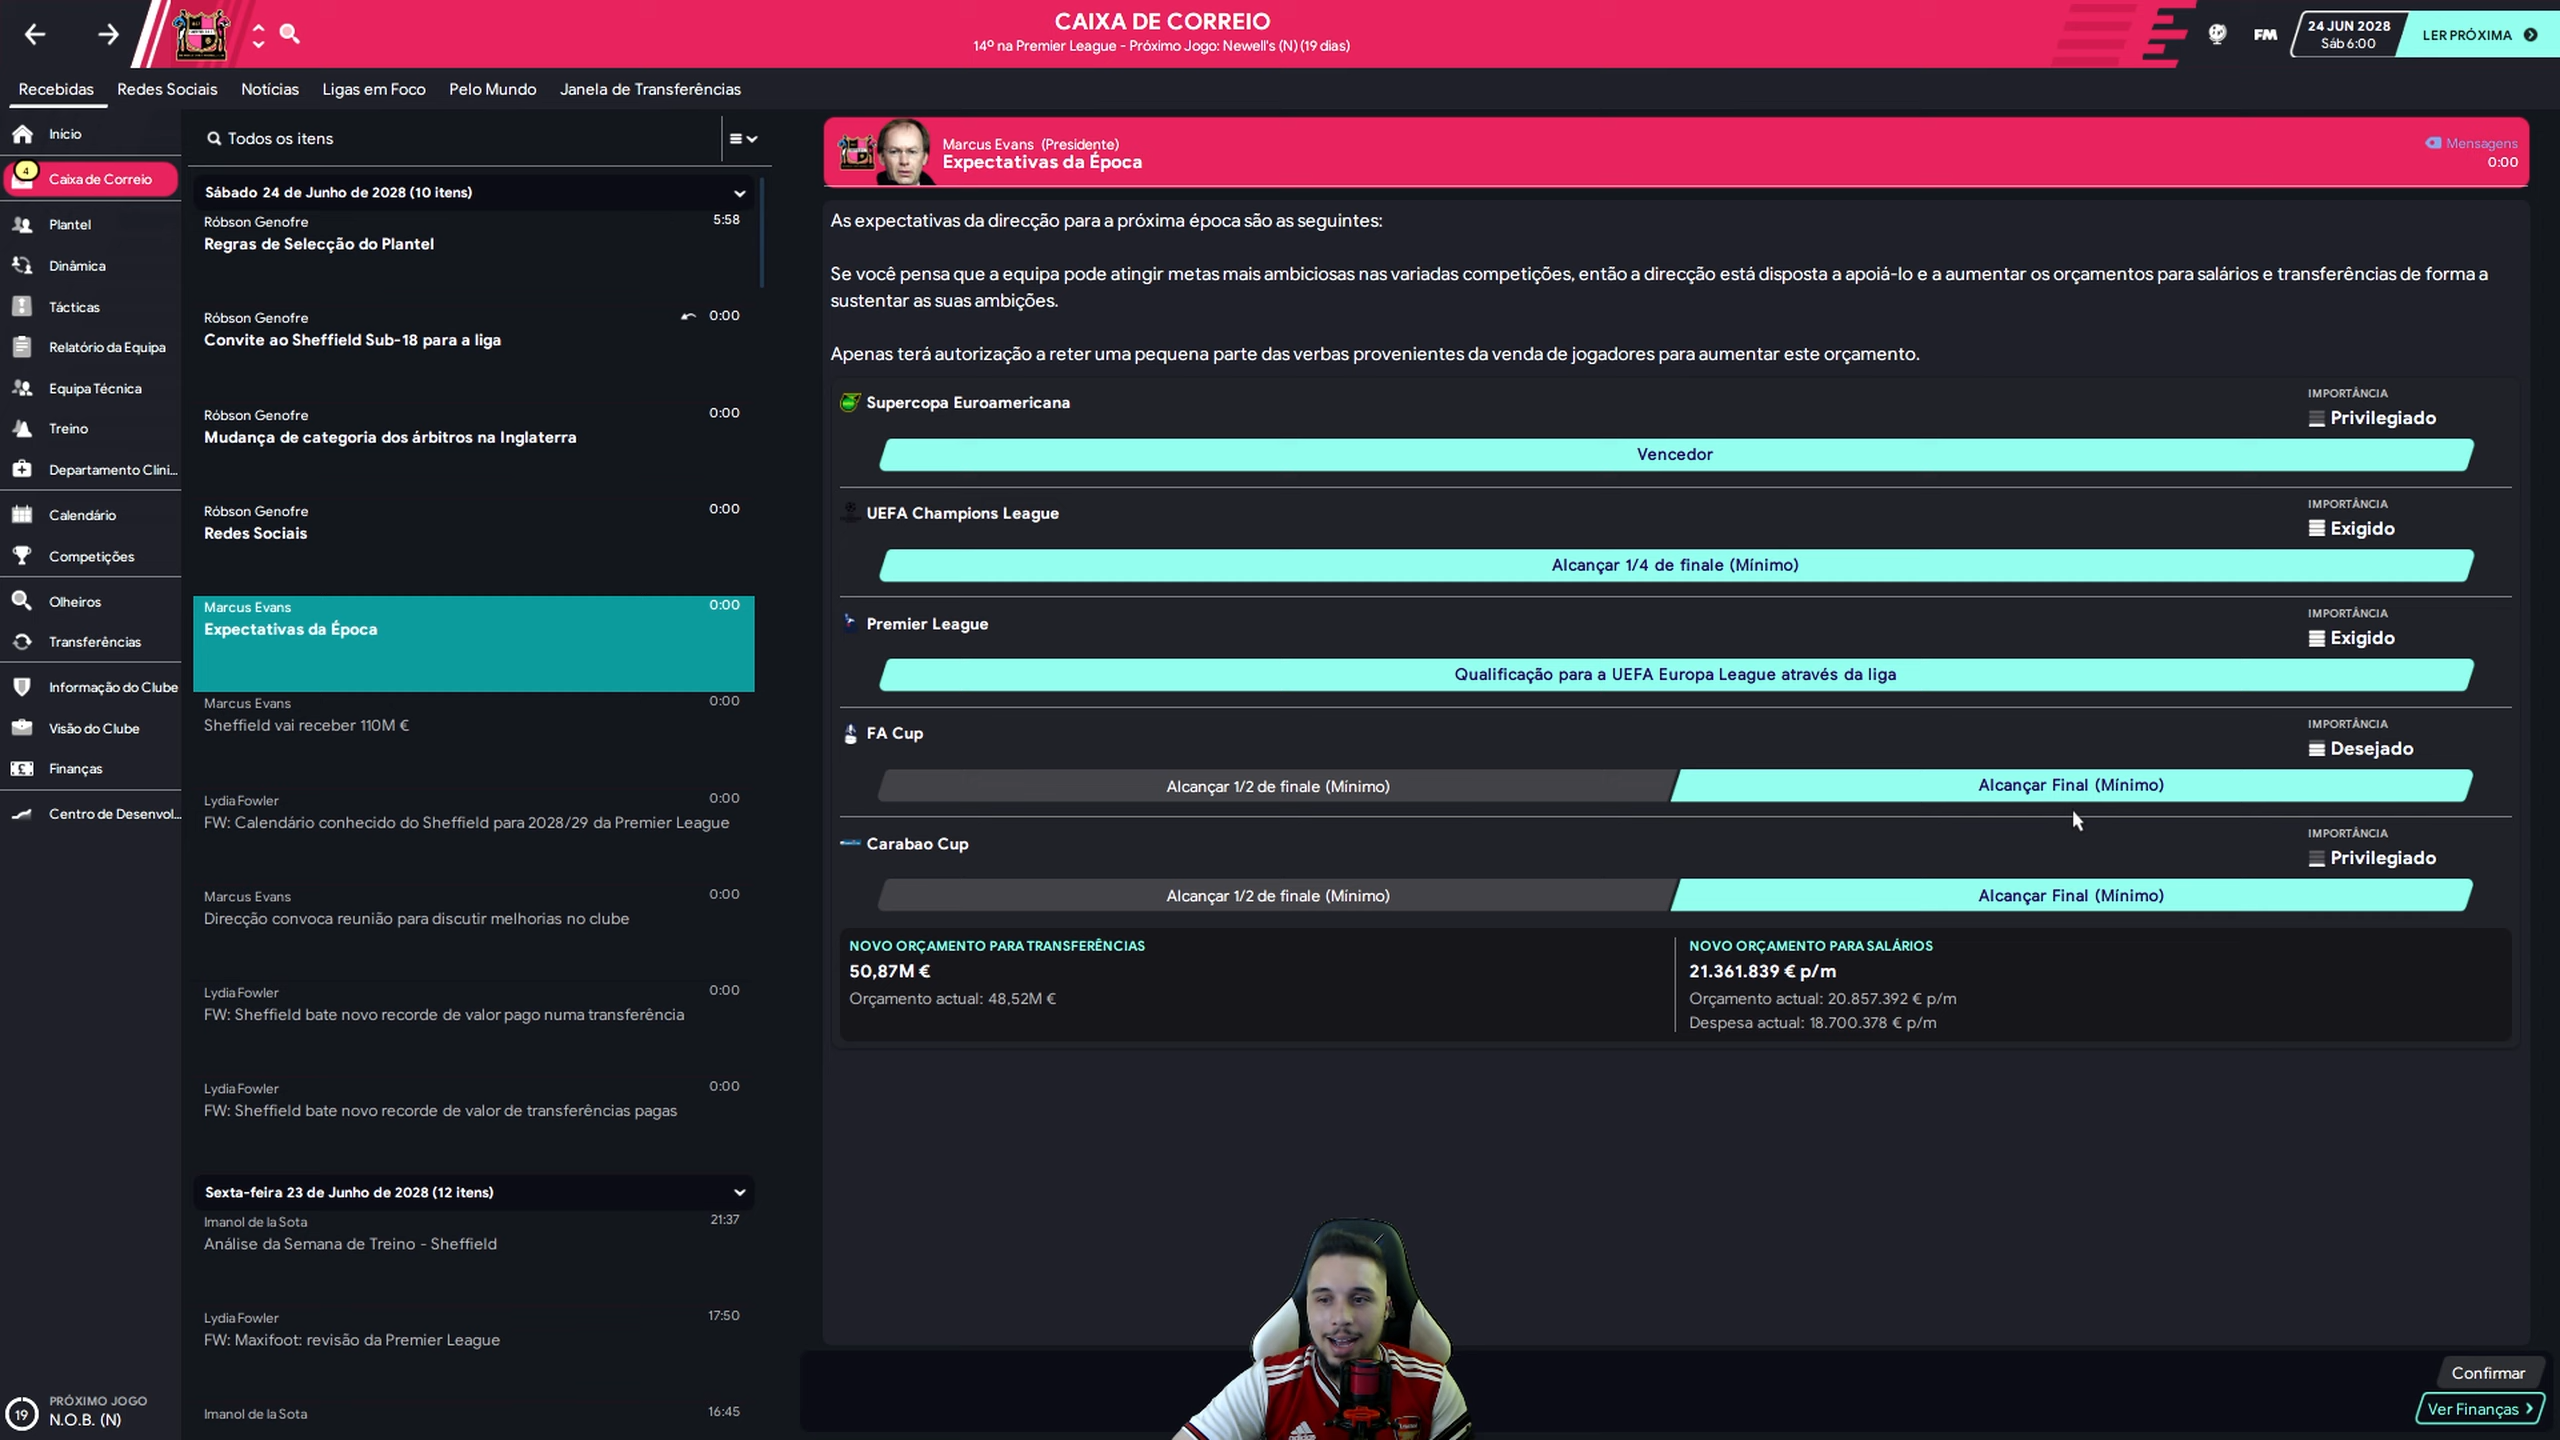 CAIXA DE CORREIO
14º na Premier League - Próximo Jogo: Newell's (N) (19 dias)
FM
24 JUN 2028
Sáb 6:00
LER PRÓXIMA
Recebidas
Redes Sociais
Notícias
Ligas em Foco
Pelo Mundo
Janela de Transferências
Início
4
Caixa de Correio
Plantel
Dinâmica
Tácticas
Relatório da Equipa
Equipa Técnica
Treino
Departamento Clíni...
Calendário
Competições
Olheiros
Transferências
Informação do Clube
Visão do Clube
Finanças
Centro de Desenvol...
19
PRÓXIMO JOGO
N.O.B. (N)
Todos os itens
Sábado 24 de Junho de 2028 (10 itens)
Róbson Genofre 5:58
Regras de Selecção do Plantel
Róbson Genofre 0:00
Convite ao Sheffield Sub-18 para a liga
Róbson Genofre 0:00
Mudança de categoria dos árbitros na Inglaterra
Róbson Genofre 0:00
Redes Sociais
Marcus Evans 0:00
Expectativas da Época
Marcus Evans 0:00
Sheffield vai receber 110M €
Lydia Fowler 0:00
FW: Calendário conhecido do Sheffield para 2028/29 da Premier League
Marcus Evans 0:00
Direcção convoca reunião para discutir melhorias no clube
Lydia Fowler 0:00
FW: Sheffield bate novo recorde de valor pago numa transferência
Lydia Fowler 0:00
FW: Sheffield bate novo recorde de valor de transferências pagas
Sexta-feira 23 de Junho de 2028 (12 itens)
Imanol de la Sota 21:37
Análise da Semana de Treino - Sheffield
Lydia Fowler 17:50
FW: Maxifoot: revisão da Premier League
Imanol de la Sota 16:45
Marcus Evans (Presidente)
Expectativas da Época
Mensagens
0:00
As expectativas da direcção para a próxima época são as seguintes:
Se você pensa que a equipa pode atingir metas mais ambiciosas nas variadas competições, então a direcção está disposta a apoiá-lo e a aumentar os orçamentos para salários e transferências de forma a
sustentar as suas ambições.
Apenas terá autorização a reter uma pequena parte das verbas provenientes da venda de jogadores para aumentar este orçamento.
Supercopa Euroamericana
IMPORTÂNCIA
Privilegiado
Vencedor
UEFA Champions League
IMPORTÂNCIA
Exigido
Alcançar 1/4 de finale (Mínimo)
Premier League
IMPORTÂNCIA
Exigido
Qualificação para a UEFA Europa League através da liga
FA Cup
IMPORTÂNCIA
Desejado
Alcançar 1/2 de finale (Mínimo)
Alcançar Final (Mínimo)
Carabao Cup
IMPORTÂNCIA
Privilegiado
Alcançar 1/2 de finale (Mínimo)
Alcançar Final (Mínimo)
NOVO ORÇAMENTO PARA TRANSFERÊNCIAS
50,87M €
Orçamento actual: 48,52M €
NOVO ORÇAMENTO PARA SALÁRIOS
21.361.839 € p/m
Orçamento actual: 20.857.392 € p/m
Despesa actual: 18.700.378 € p/m
Confirmar
Ver Finanças